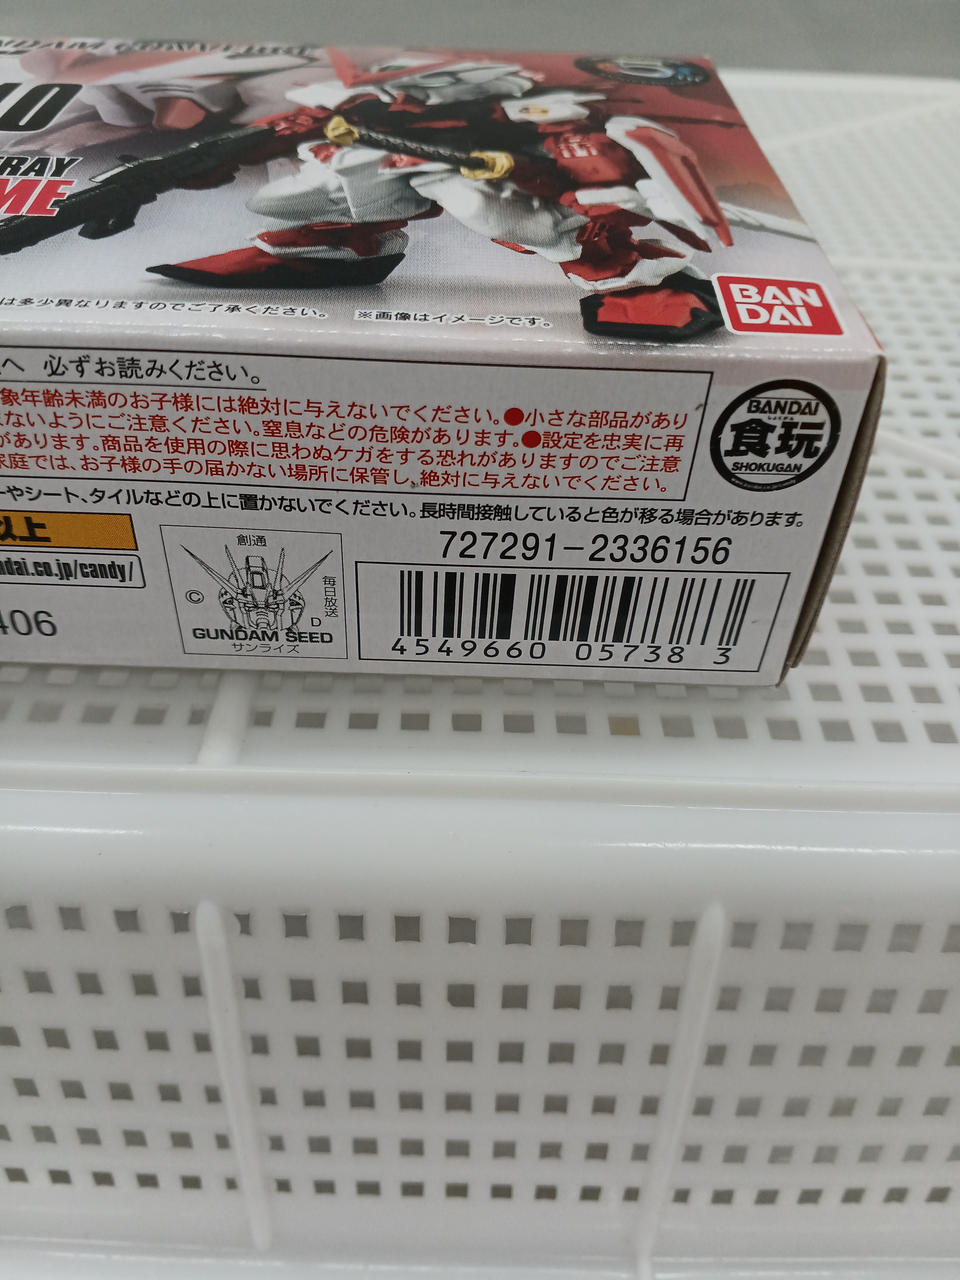 10
RAY
ME
は多少異なりますのでご了承ください。 ※画像はイメージです。
BAN
DAI
へ 必ずお読みください。
象年齢未満のお子様には絶対に与えないでください。●小さな部品があり
ないようにご注意ください。窒息などの危険があります。●設定を忠実に再
があります。商品を使用の際に思わぬケガをする恐れがありますのでご注意
家庭では、お子様の手の届かない場所に保管し、絶対に与えないでください。
BANDAI
しょくがん
食玩
SHOKUGAN
www.bandai.co.jp/candy
ーやシート、タイルなどの上に置かないでください。長時間接触していると色が移る場合があります。
以上
ndai.co.jp/candy/
406
創通
©
毎日放送
D
GUNDAM SEED
サンライズ
727291-2336156
4549660 05738 3